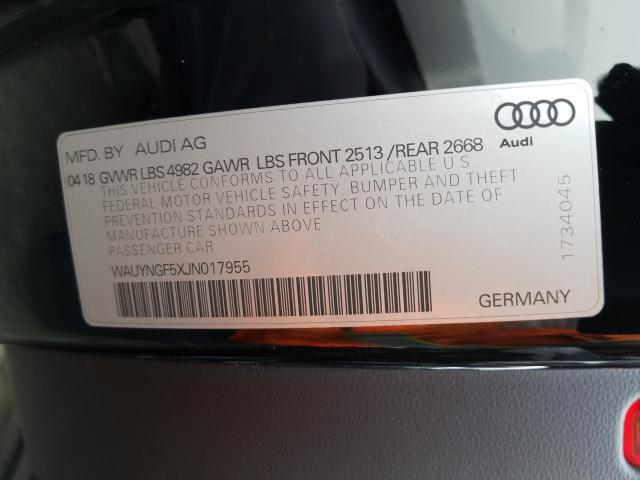 MFD. BY AUDI AG
04 18 GVWR LBS 4982 GAWR LBS FRONT 2513 /REAR 2668
THIS VEHICLE CONFORMS TO ALL APPLICABLE U S
FEDERAL MOTOR VEHICLE SAFETY, BUMPER AND THEFT
PREVENTION STANDARDS IN EFFECT ON THE DATE OF
MANUFACTURE SHOWN ABOVE
PASSENGER CAR
WAUYNGF5XJN017955
GERMANY
Audi
1734045